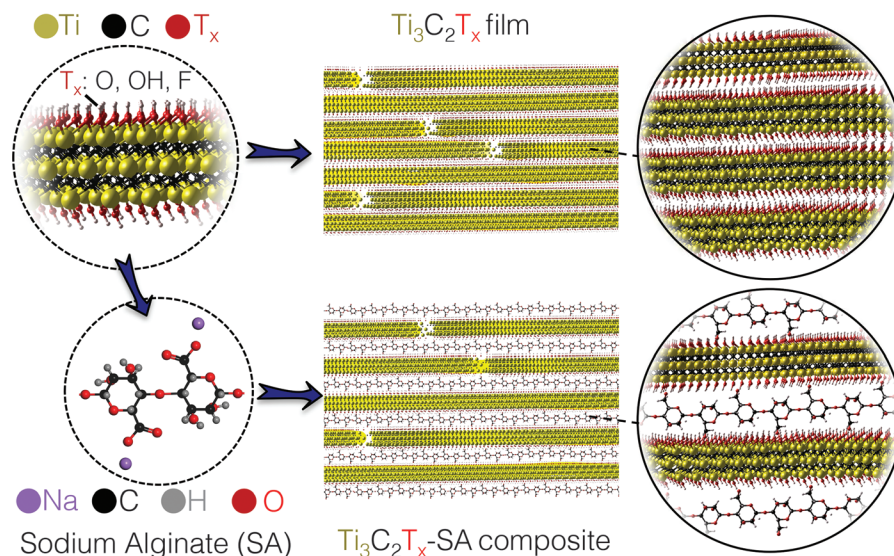 Ti C Tₓ
Ti₃C₂Tₓ film
Tₓ: O, OH, F
Na C H O
Sodium Alginate (SA)
Ti₃C₂Tₓ-SA composite